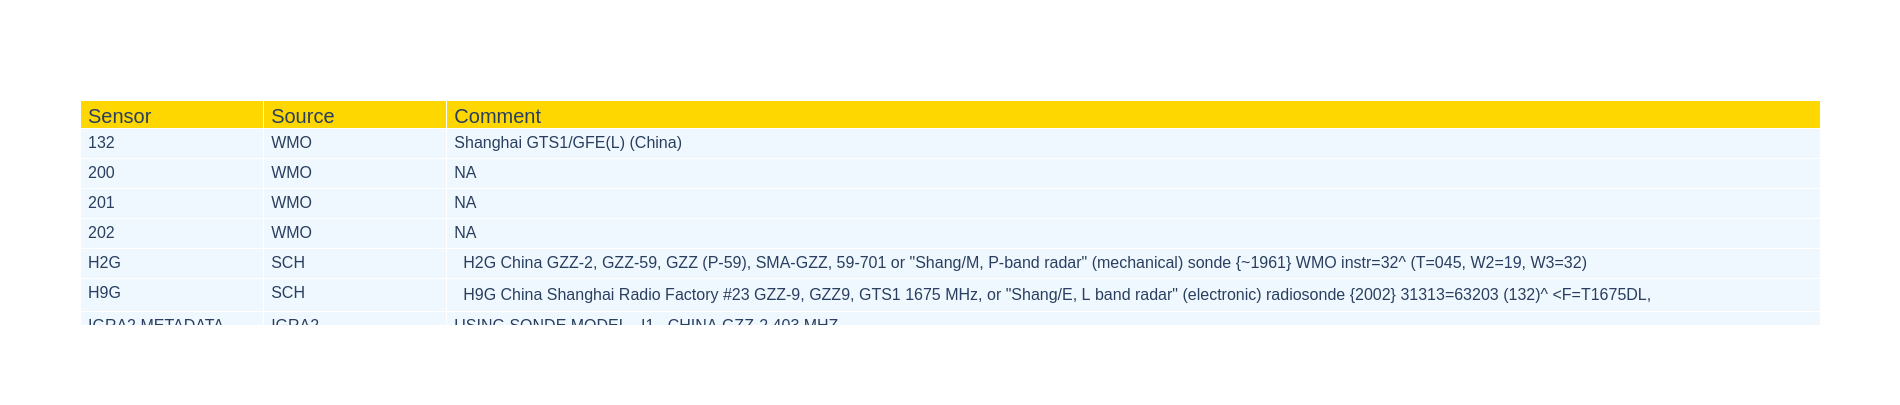 Sensor Source Comment
132 WMO Shanghai GTS1/GFE(L) (China)
200 WMO NA
201 WMO NA
202 WMO NA
H2G SCH H2G China GZZ-2, GZZ-59, GZZ (P-59), SMA-GZZ, 59-701 or "Shang/M, P-band radar" (mechanical) sonde {~1961} WMO instr=32^ (T=045, W2=19, W3=32)
H9G SCH H9G China Shanghai Radio Factory #23 GZZ-9, GZZ9, GTS1 1675 MHz, or "Shang/E, L band radar" (electronic) radiosonde {2002} 31313=63203 (132)^ <F=T1675DL,
IGRA2 METADATA IGRA2 USING SONDE MODEL - J1 - CHINA GZZ-2 403 MHZ